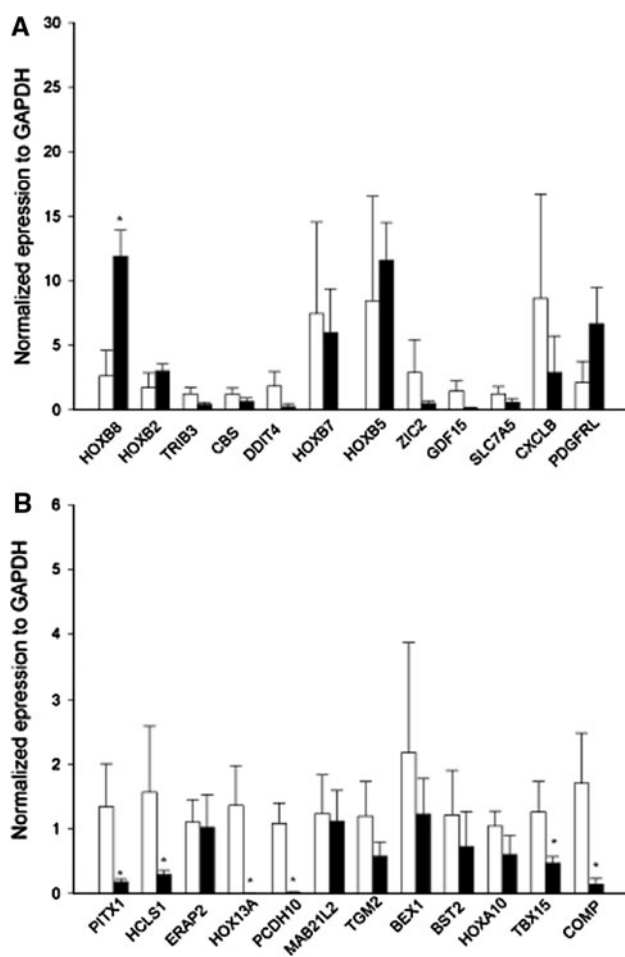 A
Normalized epression to GAPDH
30
25
20
15
10
5
0
*
HOXB8
HOXB2
TRIB3
CBS
DDIT4
HOXB7
HOXB5
ZIC2
GDF15
SLC7A5
CXCLB
PDGFRL
B
Normalized epression to GAPDH
6
5
4
3
2
1
0
*
*
*
*
*
*
PITX1
HCLS1
ERAP2
HOX13A
PCDH10
MAB21L2
TGM2
BEX1
BST2
HOXA10
TBX15
COMP